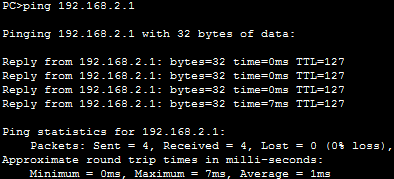 PC>ping 192.168.2.1
Pinging 192.168.2.1 with 32 bytes of data:
Reply from 192.168.2.1: bytes=32 time=0ms TTL=127
Reply from 192.168.2.1: bytes=32 time=0ms TTL=127
Reply from 192.168.2.1: bytes=32 time=0ms TTL=127
Reply from 192.168.2.1: bytes=32 time=7ms TTL=127
Ping statistics for 192.168.2.1:
Packets: Sent = 4, Received = 4, Lost = 0 (0% loss),
Approximate round trip times in milli-seconds:
Minimum = 0ms, Maximum = 7ms, Average = 1ms